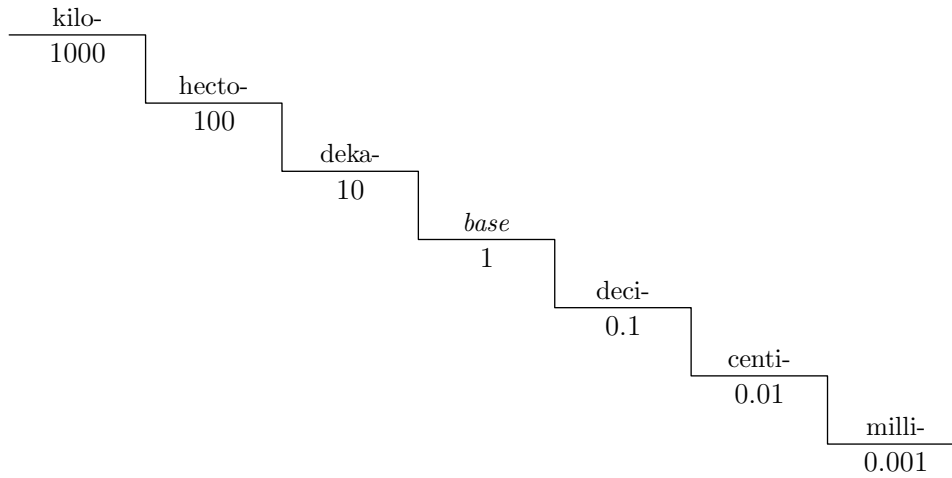 kilo-
1000
hecto-
100
deka-
10
base
1
deci-
0.1
centi-
0.01
milli-
0.001